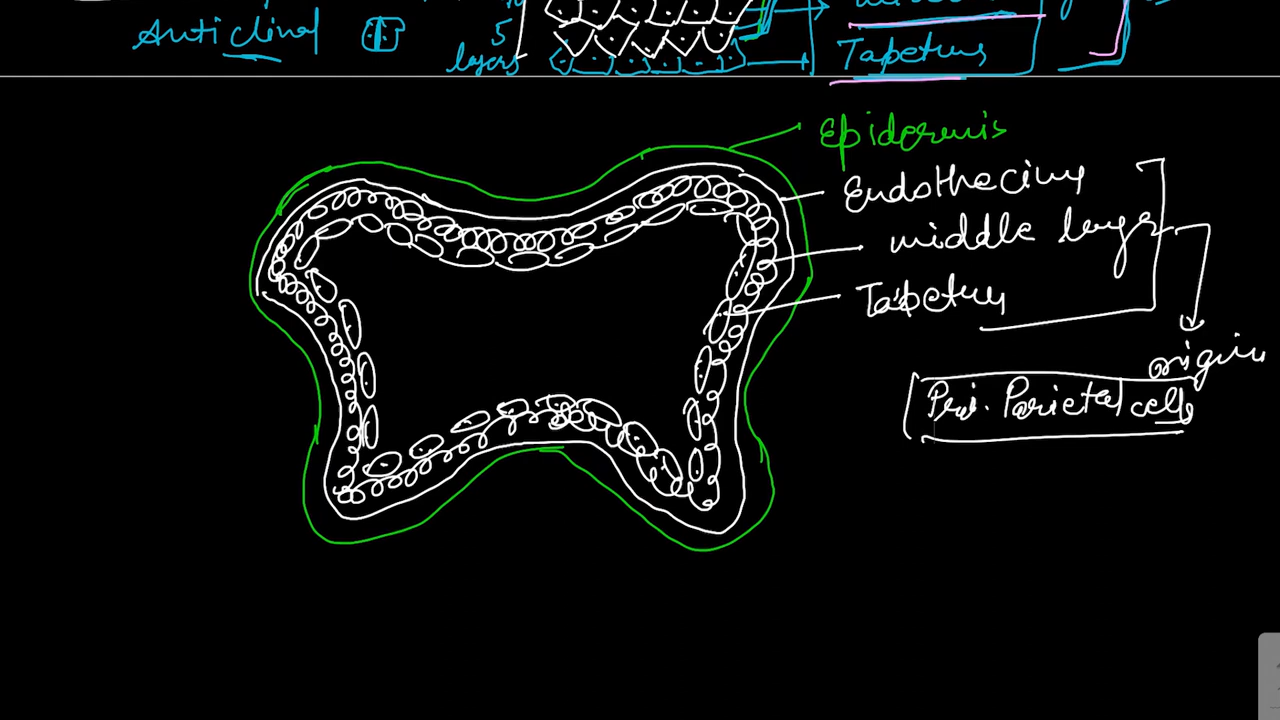 Anticlinal
5
layers
Tapetum
Epidermis
Endothecium
middle layer
Tapetum
origin
Pri. Parietal cells